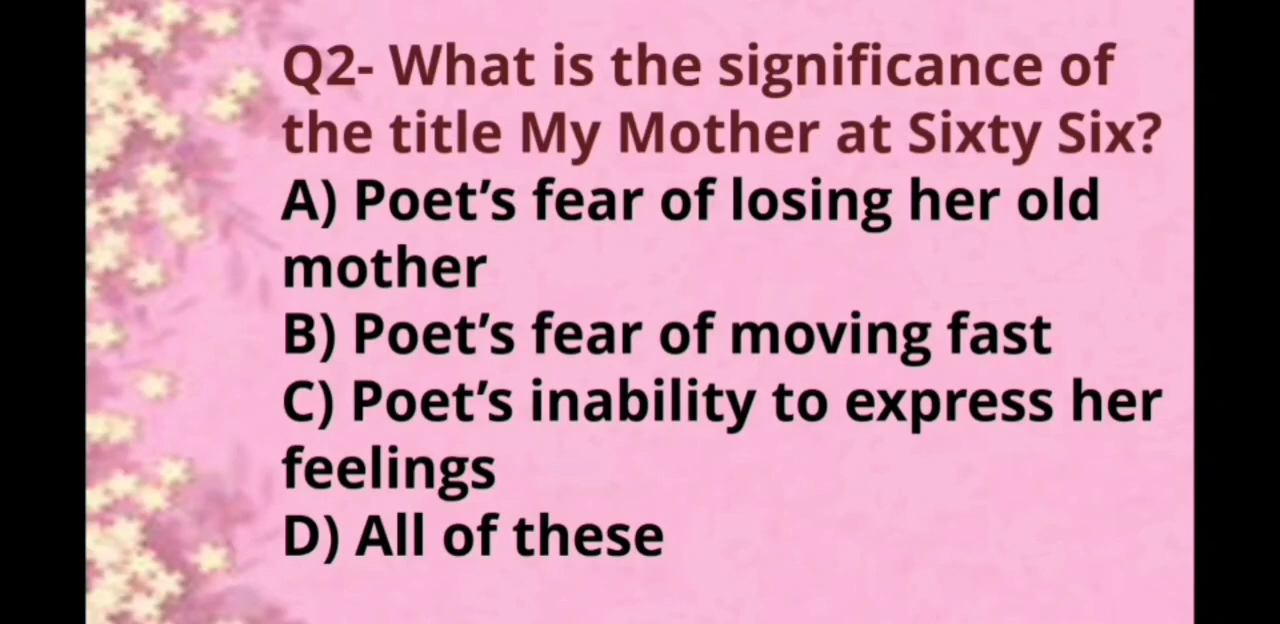 Q2- What is the significance of
the title My Mother at Sixty Six?
A) Poet’s fear of losing her old
mother
B) Poet’s fear of moving fast
C) Poet’s inability to express her
feelings
D) All of these